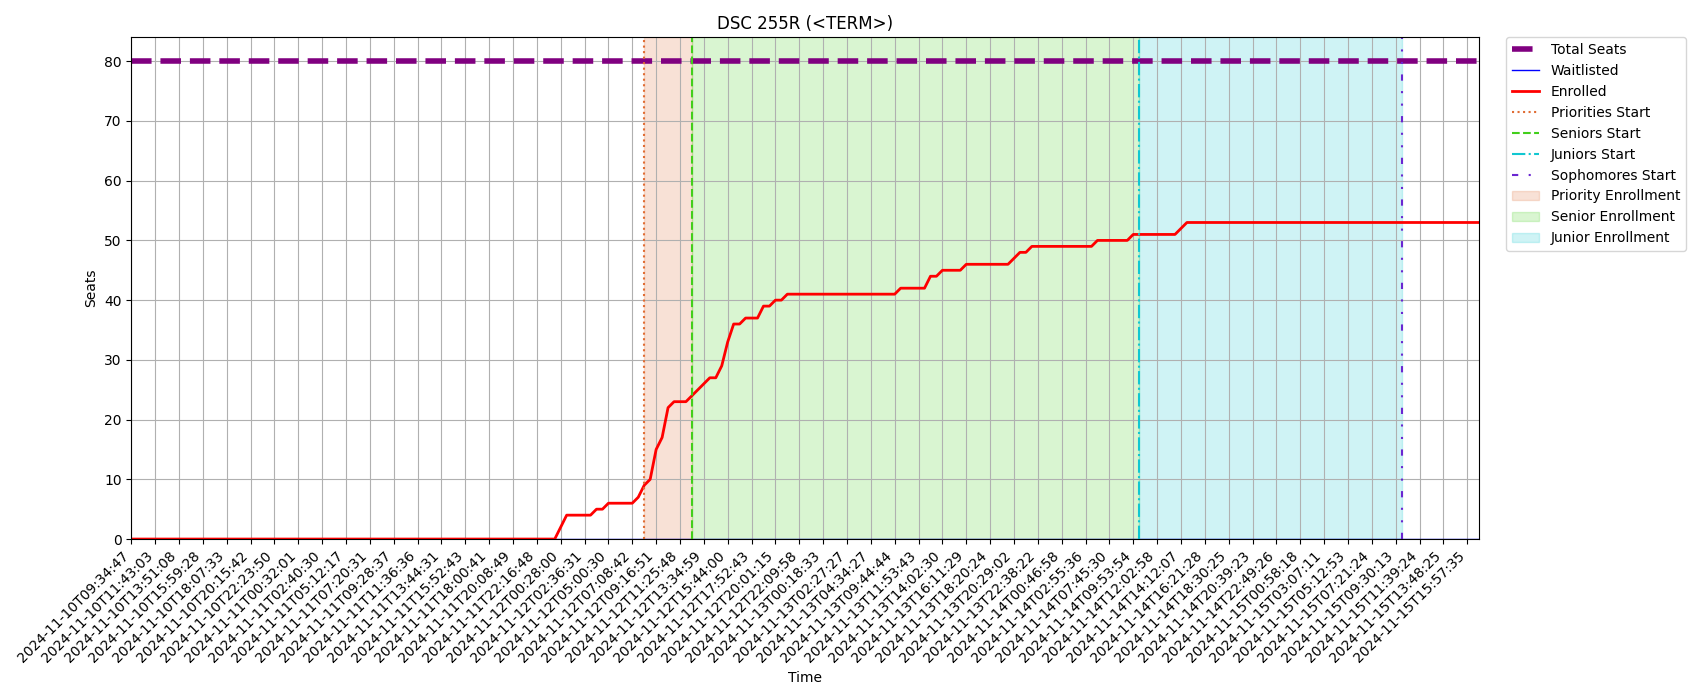 DSC 255R (<TERM>)
Total Seats
Waitlisted
Enrolled
Priorities Start
Seniors Start
Juniors Start
Sophomores Start
Priority Enrollment
Senior Enrollment
Junior Enrollment
80
70
60
50
40
30
20
10
0
Seats
2024-11-10T09:34:47
2024-11-10T11:43:03
2024-11-10T13:51:08
2024-11-10T15:59:28
2024-11-10T18:07:33
2024-11-10T20:15:42
2024-11-10T22:23:50
2024-11-11T00:32:01
2024-11-11T02:40:30
2024-11-11T05:12:17
2024-11-11T07:20:31
2024-11-11T09:28:37
2024-11-11T11:36:36
2024-11-11T13:44:31
2024-11-11T15:52:43
2024-11-11T18:00:41
2024-11-11T20:08:49
2024-11-11T22:16:48
2024-11-12T00:28:00
2024-11-12T02:36:31
2024-11-12T05:00:30
2024-11-12T07:08:42
2024-11-12T09:16:51
2024-11-12T11:25:48
2024-11-12T13:34:59
2024-11-12T15:44:00
2024-11-12T17:52:43
2024-11-12T20:01:15
2024-11-12T22:09:58
2024-11-13T00:18:33
2024-11-13T02:27:27
2024-11-13T04:34:27
2024-11-13T09:44:44
2024-11-13T11:53:43
2024-11-13T14:02:30
2024-11-13T16:11:29
2024-11-13T18:20:24
2024-11-13T20:29:02
2024-11-13T22:38:22
2024-11-14T00:46:58
2024-11-14T02:55:36
2024-11-14T07:45:30
2024-11-14T09:53:54
2024-11-14T12:02:58
2024-11-14T14:12:07
2024-11-14T16:21:28
2024-11-14T18:30:25
2024-11-14T20:39:23
2024-11-14T22:49:26
2024-11-15T00:58:18
2024-11-15T03:07:11
2024-11-15T05:12:53
2024-11-15T07:21:24
2024-11-15T09:30:13
2024-11-15T11:39:24
2024-11-15T13:48:25
2024-11-15T15:57:35
Time